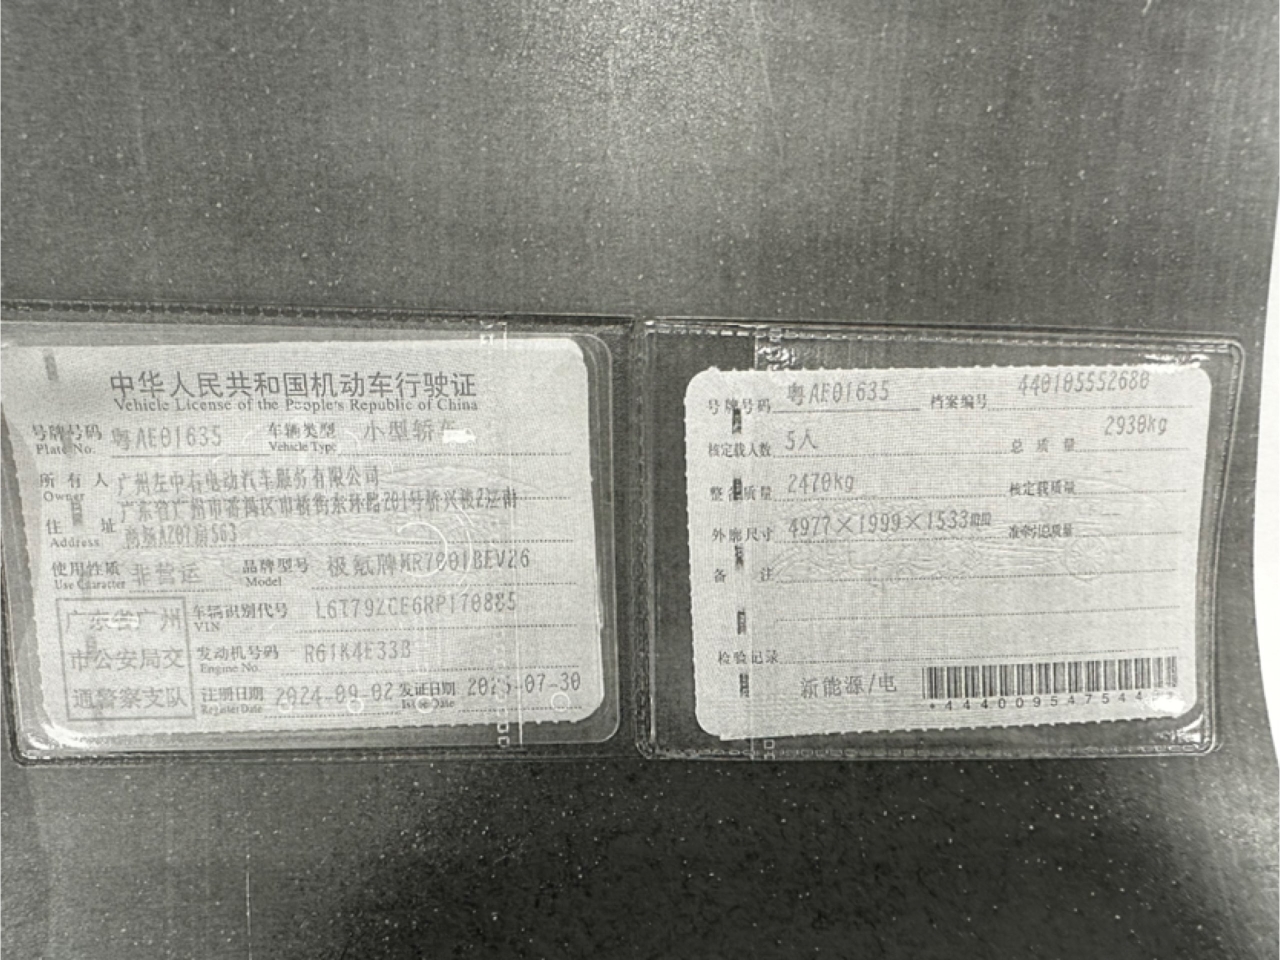 中华人民共和国机动车行驶证
Vehicle License of the People's Republic of China
号牌号码 粤AE01635 车辆类型 小型轿车
Plate No. Vehicle Type
所有人 广州左中右电动汽车服务有限公司
Owner
住址 广东省广州市番禺区市桥街东环路201号桥兴
Address 商场A201扇563
使用性质 非营运 品牌型号 极氪牌MR7001BEV26
Use Character Model
广东省广州 车辆识别代号 L6T79ZCE6RP170885
VIN
市公安局交 发动机号码 R61K4E33B
Engine No.
通警察支队 注册日期 2024-09-02 发证日期 2025-07-30
Register Date Issue Date
号牌号码 粤AE01635 档案编号 440105552680
核定载人数 5人 总质量 2930kg
整备质量 2470kg 核定载质量 --
外廓尺寸 4977×1999×1533mm 准牵引总质量 --
备注
检验记录
新能源/电
*44400954754